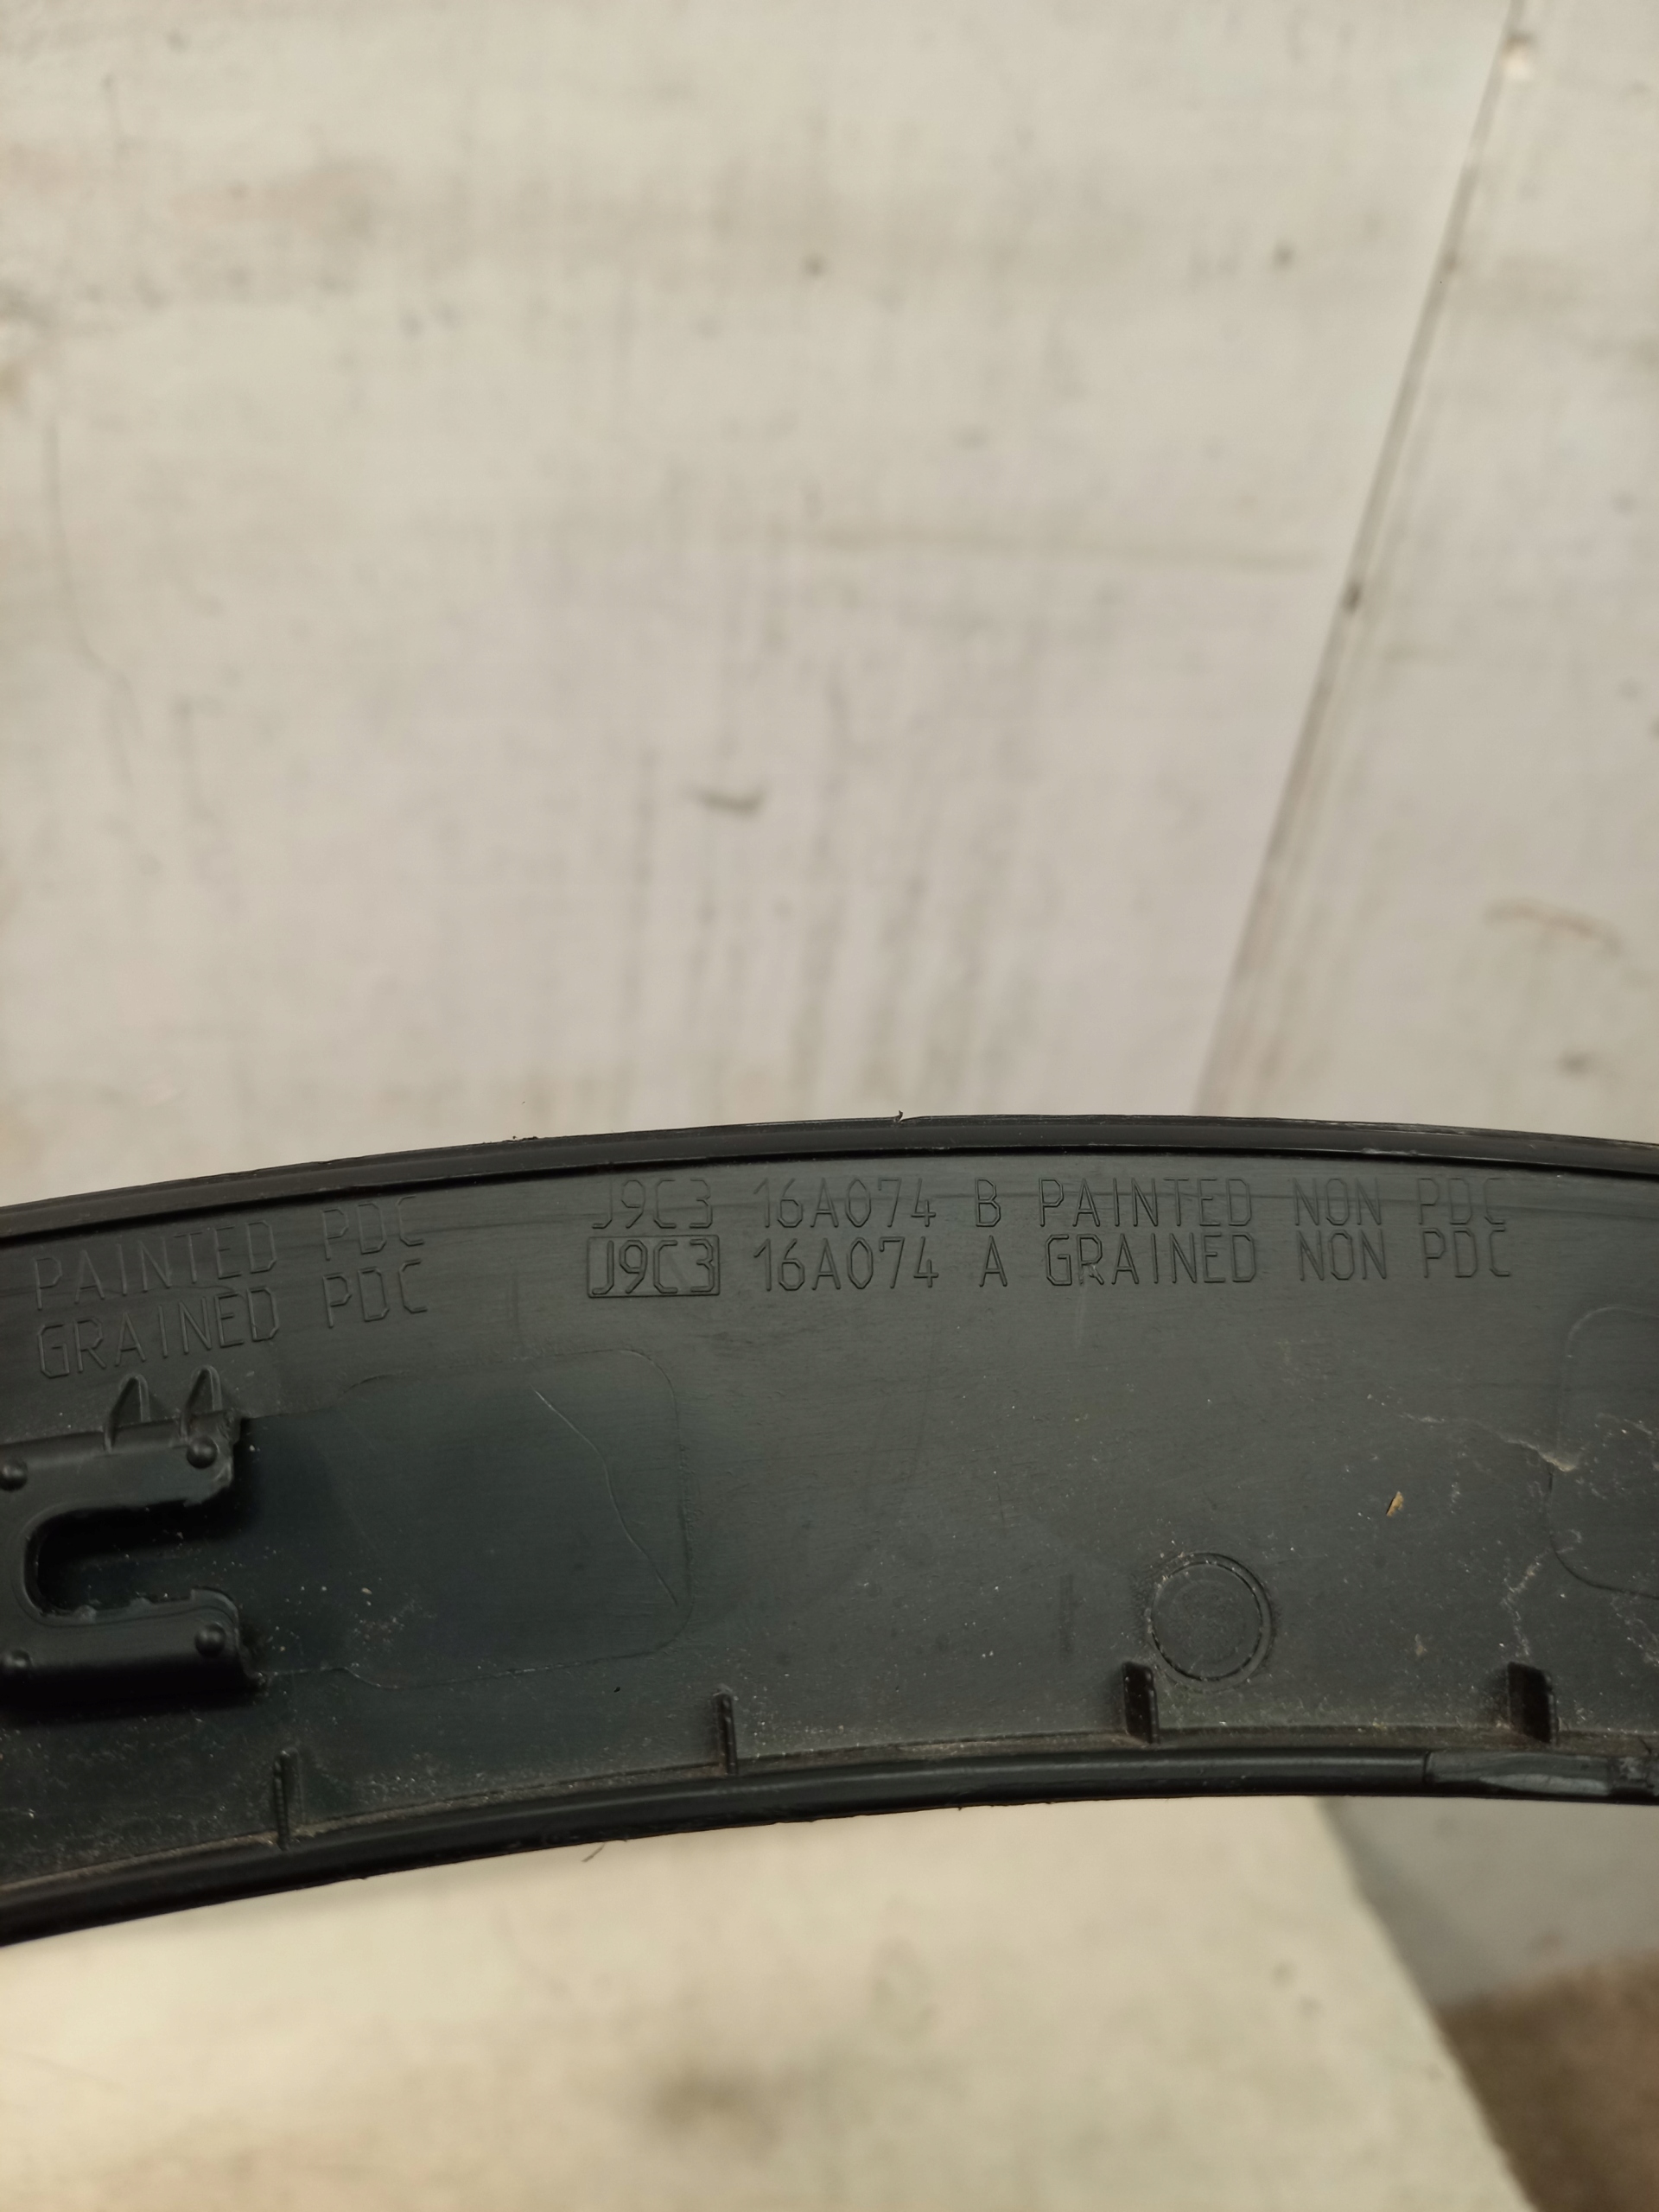 PAINTED PDC
GRAINED PDC
J9C3 16A074 B PAINTED NON PDC
J9C3 16A074 A GRAINED NON PDC